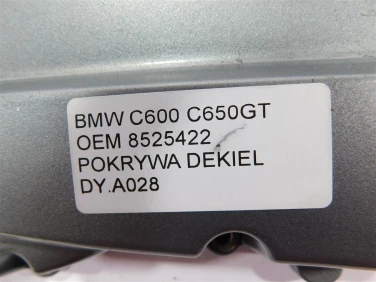 BMW C600 C650GT
OEM 8525422
POKRYWA DEKIEL
DY.A028